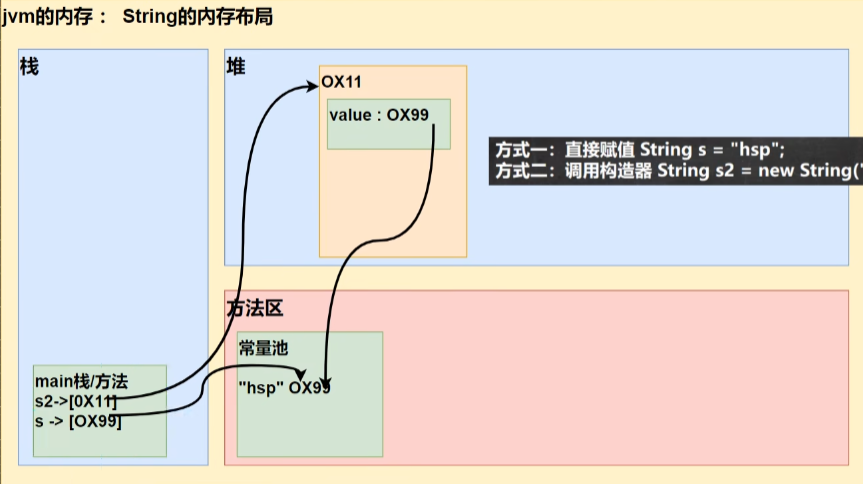 jvm的内存： String的内存布局
栈
堆
OX11
value : OX99
方式一：直接赋值 String s = "hsp";
方式二：调用构造器 String s2 = new String("
方法区
常量池
"hsp" OX99
main栈/方法
s2->[0X11]
s -> [OX99]